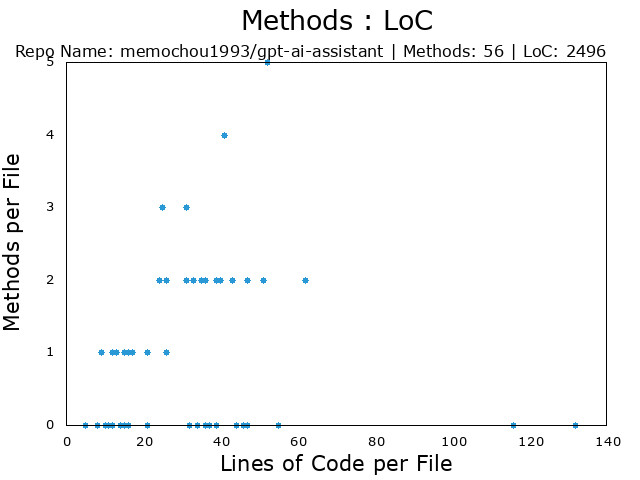 Methods : LoC
Repo Name: memochou1993/gpt-ai-assistant | Methods: 56 | LoC: 2496
5
4
3
2
1
0
Methods per File
0 20 40 60 80 100 120 140
Lines of Code per File